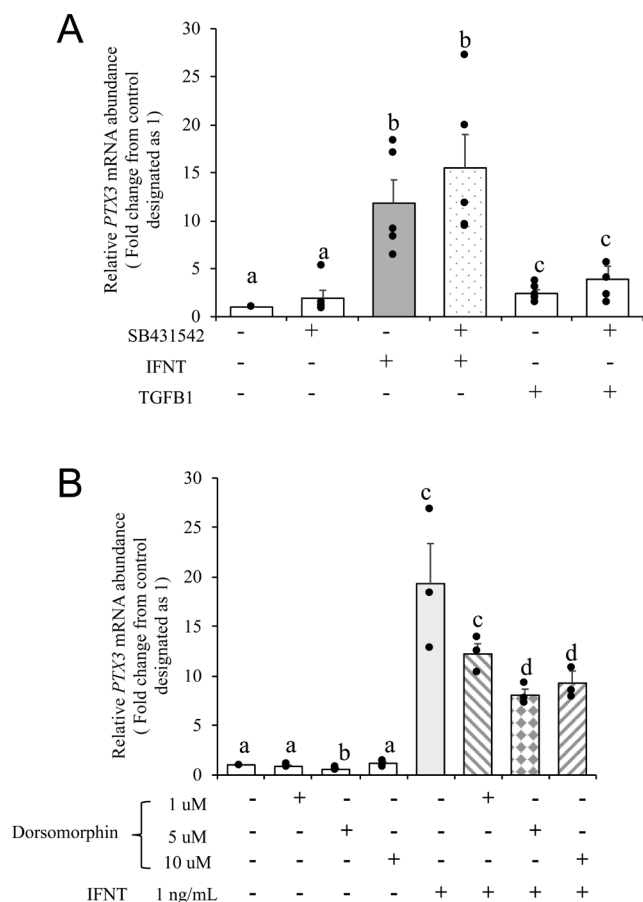 A
Relative PTX3 mRNA abundance
( Fold change from control
designated as 1)
30
25
20
15
10
5
0
a
a
b
b
c
c
SB431542 - + - + - +
IFNT - - + + - -
TGFB1 - - - - + +
B
Relative PTX3 mRNA abundance
( Fold change from control
designated as 1)
30
25
20
15
10
5
0
a
a
b
a
c
c
d
d
Dorsomorphin
1 uM - + - - - + - -
5 uM - - + - - - + -
10 uM - - - + - - - +
IFNT 1 ng/mL - - - - + + + +